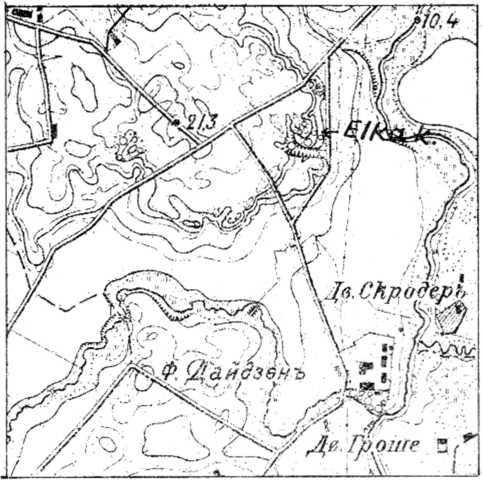 10,4
21,3
Elka k.
Дв. Скродеръ
Ф. Дайдзенъ
Дв. Гроше